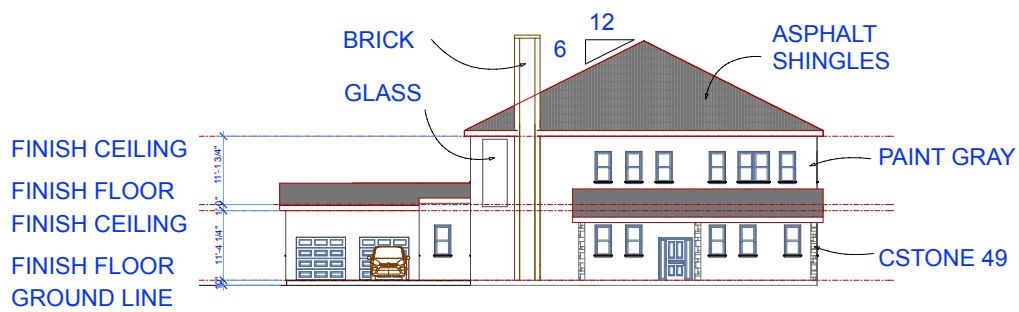 BRICK
12
6
ASPHALT
SHINGLES
GLASS
FINISH CEILING
11'-1 3/4"
PAINT GRAY
FINISH FLOOR
FINISH CEILING
11'-4 1/4"
FINISH FLOOR
CSTONE 49
GROUND LINE